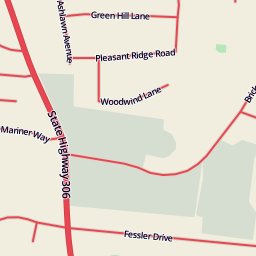 Green Hill Lane
Ashlawn Avenue
Pleasant Ridge Road
Woodwind Lane
Mariner Way
State Highway 306
Fessler Drive